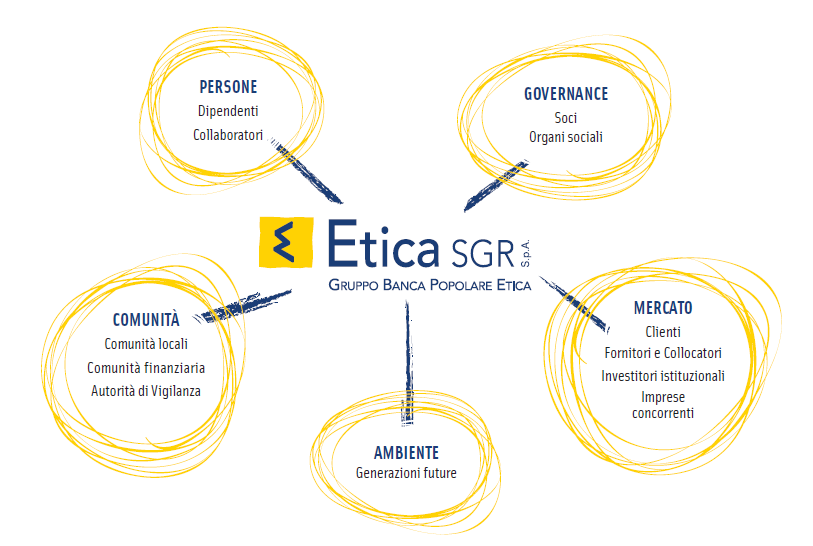 PERSONE
Dipendenti
Collaboratori
GOVERNANCE
Soci
Organi sociali
Etica SGR S.p.A.
GRUPPO BANCA POPOLARE ETICA
COMUNITÀ
Comunità locali
Comunità finanziaria
Autorità di Vigilanza
MERCATO
Clienti
Fornitori e Collocatori
Investitori istituzionali
Imprese
concorrenti
AMBIENTE
Generazioni future